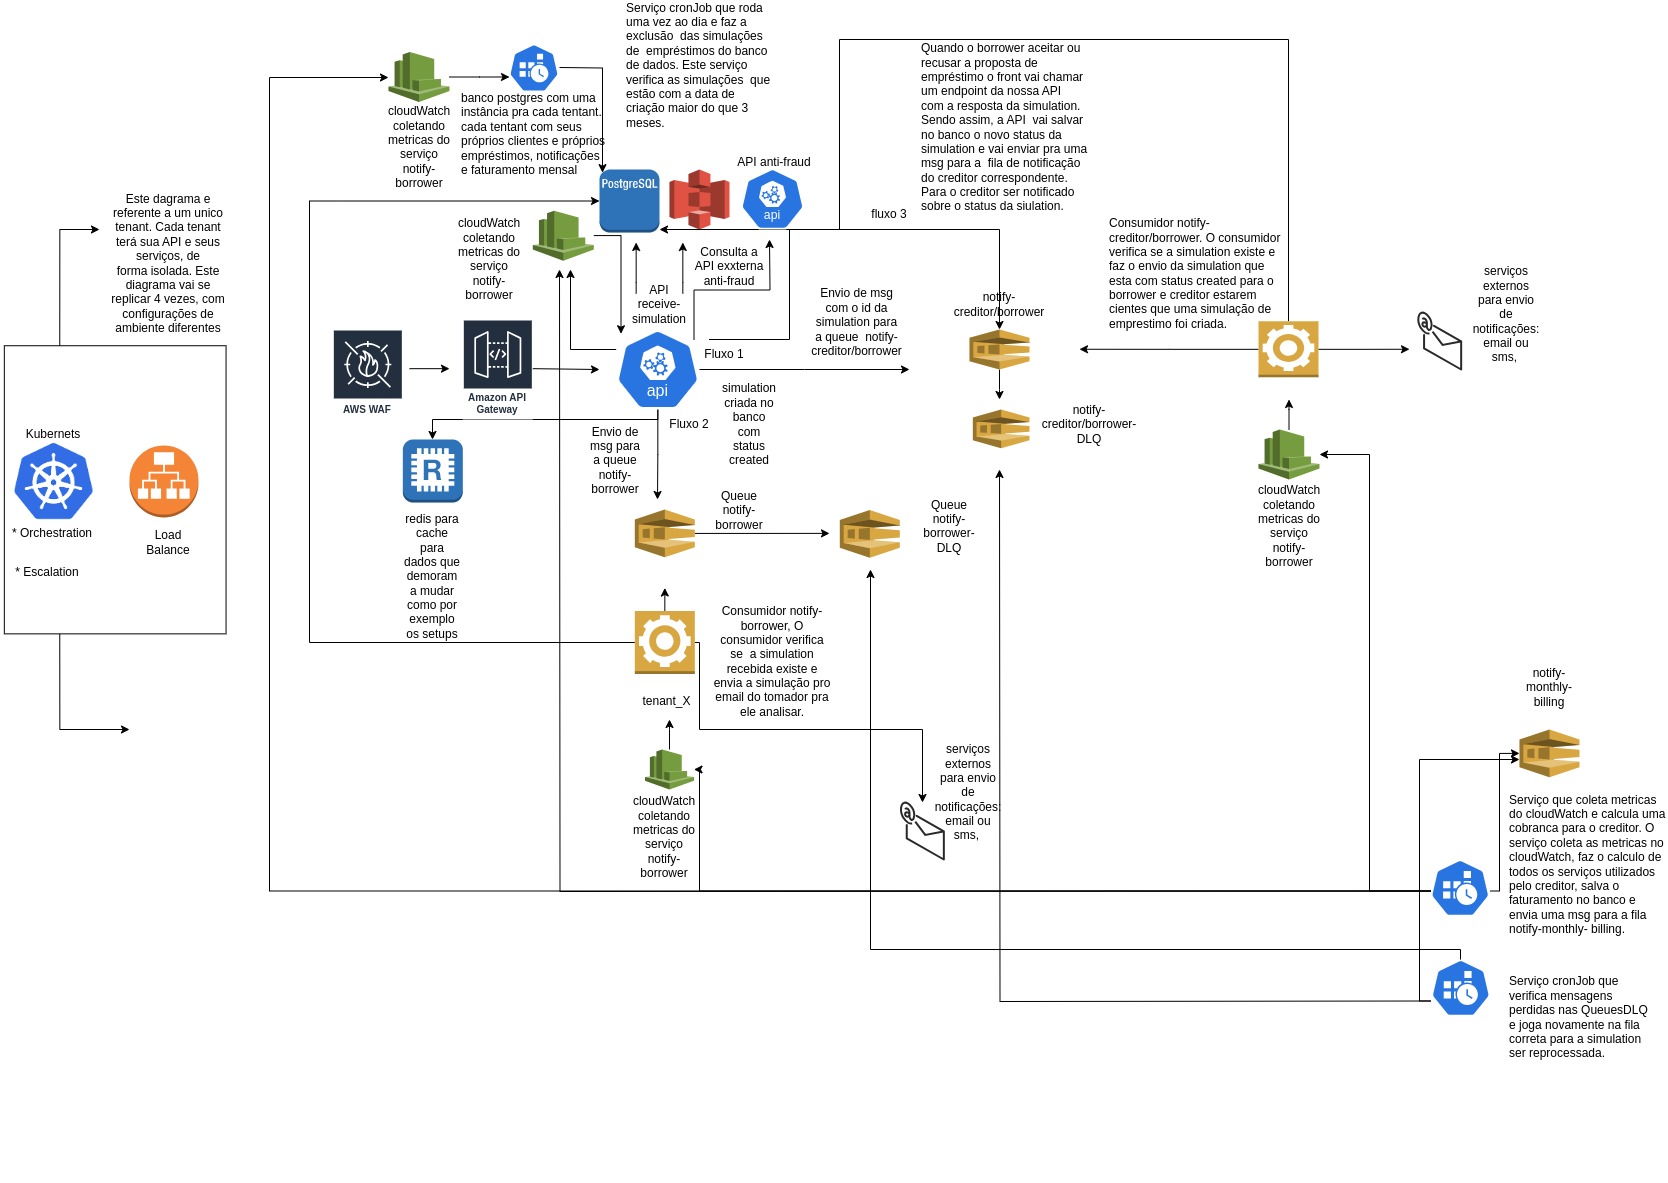 Serviço cronJob que roda
uma vez ao dia e faz a
exclusão  das simulações
de  empréstimos do banco
de dados. Este serviço
verifica as simulações  que
estão com a data de
criação maior do que 3
meses.
Quando o borrower aceitar ou
recusar a proposta de
empréstimo o front vai chamar
um endpoint da nossa API
com a resposta da simulation.
Sendo assim, a API  vai salvar
no banco o novo status da
simulation e vai enviar pra uma
msg para a  fila de notificação
do creditor correspondente.
Para o creditor ser notificado
sobre o status da siulation.
cloudWatch
coletando
metricas do
serviço
notify-
borrower
banco postgres com uma
instância pra cada tentant.
cada tentant com seus
próprios clientes e próprios
empréstimos, notificações
e faturamento mensal
PostgreSQL
API anti-fraud
api
Este dagrama e
referente a um unico
tenant. Cada tenant
terá sua API e seus
serviços, de
forma isolada. Este
diagrama vai se
replicar 4 vezes, com
configurações de
ambiente diferentes
cloudWatch
coletando
metricas do
serviço
notify-
borrower
fluxo 3
Consulta a
API exxterna
anti-fraud
API
receive-
simulation
Consumidor notify-
creditor/borrower. O consumidor
verifica se a simulation existe e
faz o envio da simulation que
esta com status created para o
borrower e creditor estarem
cientes que uma simulação de
emprestimo foi criada.
serviços
externos
para envio
de
notificações:
email ou
sms,
Envio de msg
com o id da
simulation para
a queue  notify-
creditor/borrower
notify-
creditor/borrower
AWS WAF
Amazon API
Gateway
api
Fluxo 1
simulation
criada no
banco
com
status
created
Fluxo 2
Envio de
msg para
a queue
notify-
borrower
notify-
creditor/borrower-
DLQ
Kubernets
* Orchestration
* Escalation
Load
Balance
R
redis para
cache
para
dados que
demoram
a mudar
como por
exemplo
os setups
Queue
notify-
borrower
Queue
notify-
borrower-
DLQ
cloudWatch
coletando
metricas do
serviço
notify-
borrower
Consumidor notify-
borrower, O
consumidor verifica
se  a simulation
recebida existe e
envia a simulação pro
email do tomador pra
ele analisar.
tenant_X
cloudWatch
coletando
metricas do
serviço
notify-
borrower
serviços
externos
para envio
de
notificações:
email ou
sms,
notify-
monthly-
billing
Serviço que coleta metricas
do cloudWatch e calcula uma
cobranca para o creditor. O
serviço coleta as metricas no
cloudWatch, faz o calculo de
todos os serviços utilizados
pelo creditor, salva o
faturamento no banco e
envia uma msg para a fila
notify-monthly- billing.
Serviço cronJob que
verifica mensagens
perdidas nas QueuesDLQ
e joga novamente na fila
correta para a simulation
ser reprocessada.